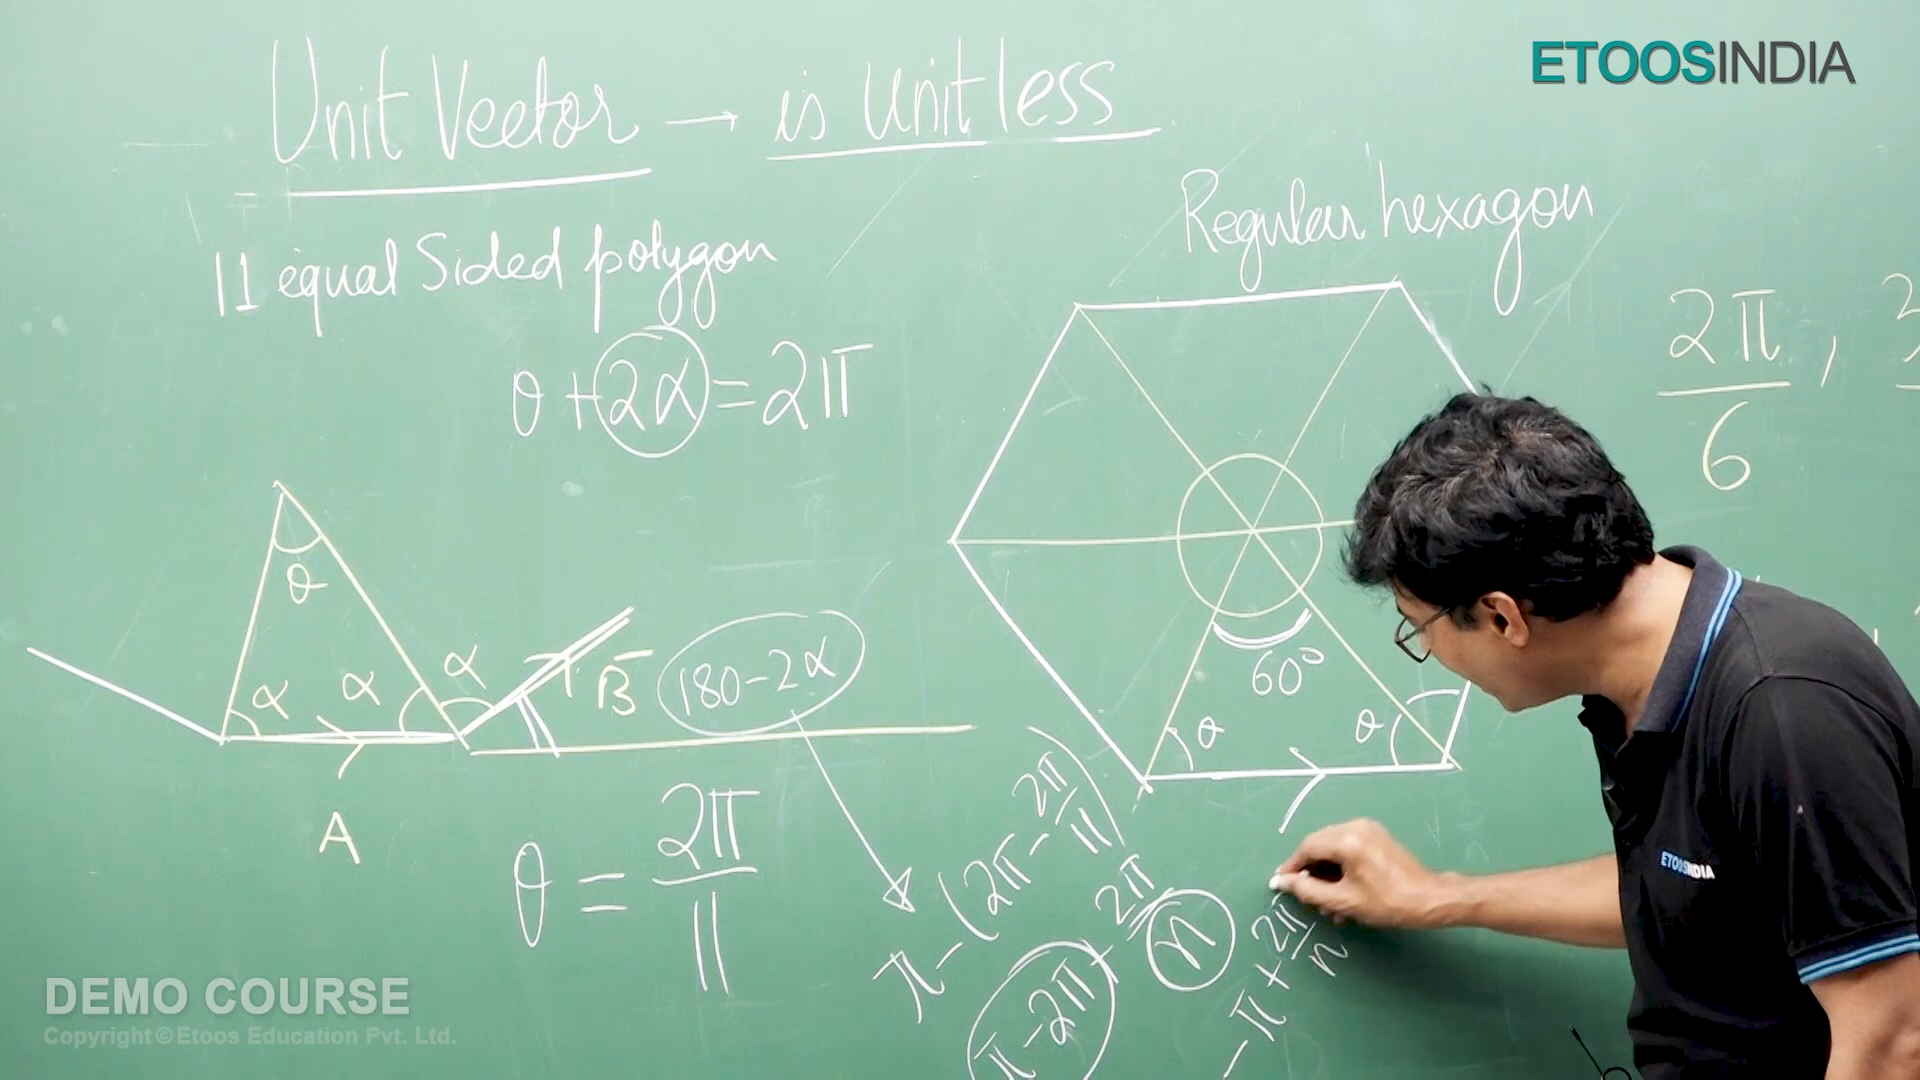 ETOOSINDIA
Unit Vector → is unitless
Regular hexagon
11 equal sided polygon
θ + 2α = 2π
2π/6 ,
θ
α α α B
180-2α
A
60°
θ θ
θ = 2π/11
π - (2π - 2π/11)
π - 2π + 2π/n
-π + 2π/n
ETOOSINDIA
DEMO COURSE
Copyright © Etoos Education Pvt. Ltd.